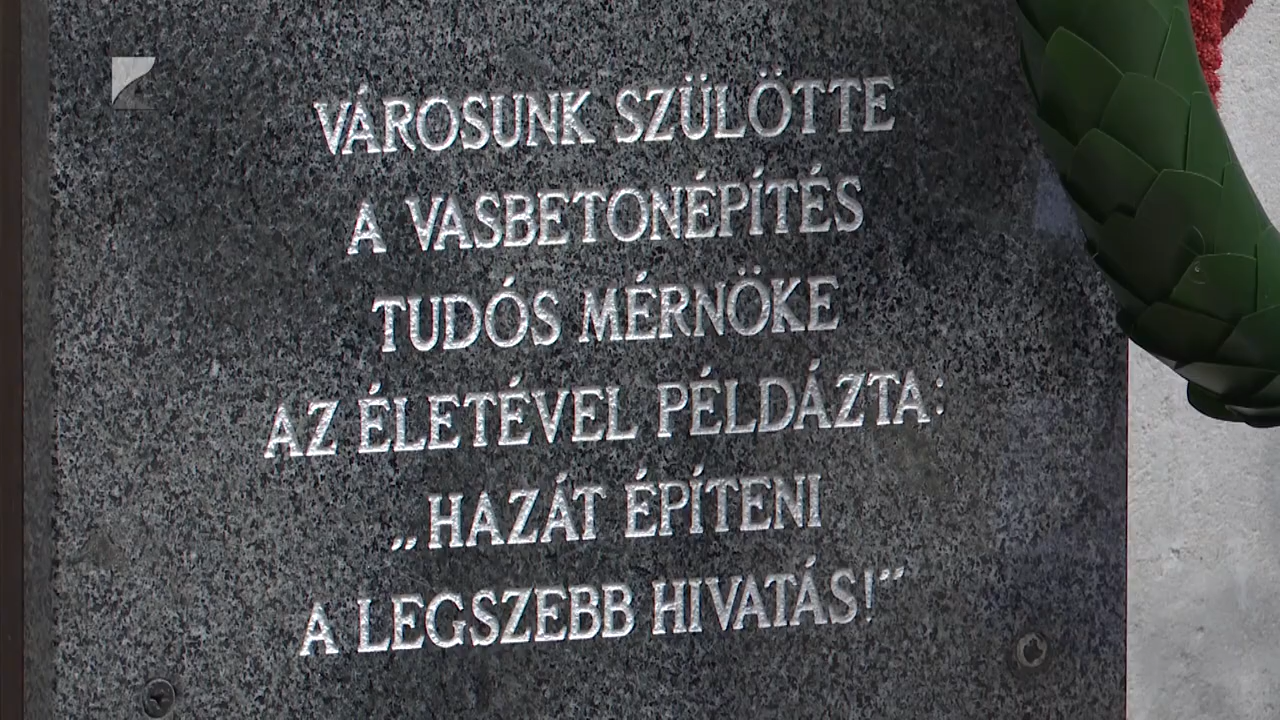 VÁROSUNK SZÜLÖTTE
A VASBETONÉPÍTÉS
TUDÓS MÉRNÖKE
AZ ÉLETÉVEL PÉLDÁZTA:
„HAZÁT ÉPÍTENI
A LEGSZEBB HIVATÁS!”